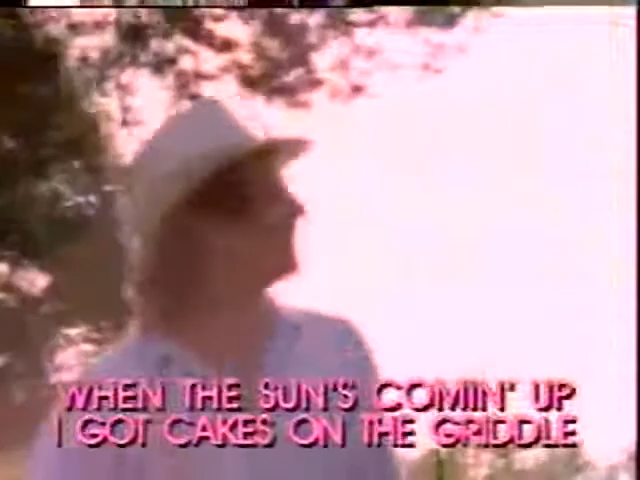 WHEN THE SUN'S COMIN' UP
I GOT CAKES ON THE GRIDDLE